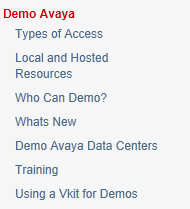 Demo Avaya
Types of Access
Local and Hosted
Resources
Who Can Demo?
Whats New
Demo Avaya Data Centers
Training
Using a Vkit for Demos